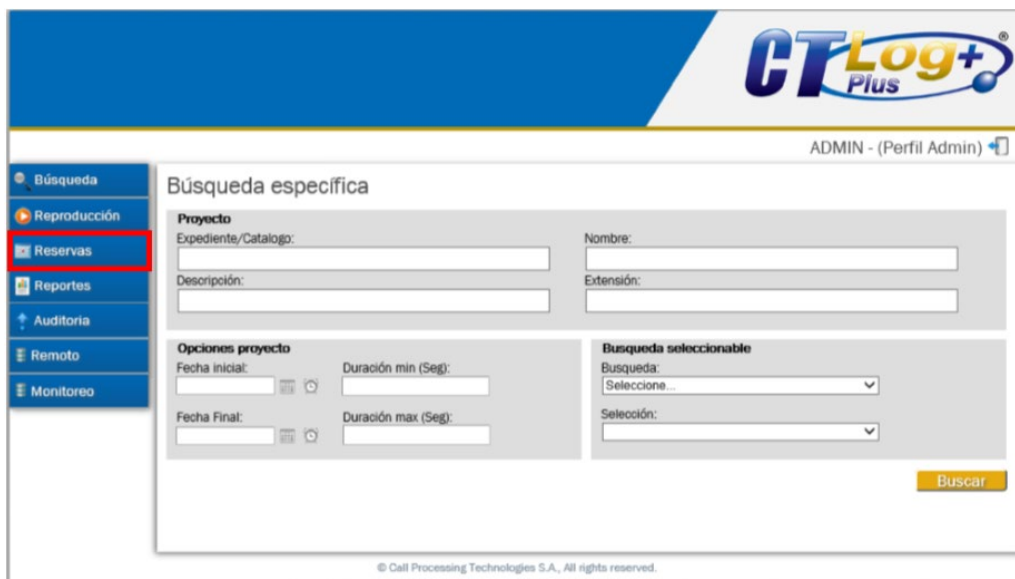 CTLog+®
Plus
ADMIN - (Perfil Admin)
Búsqueda
Reproducción
Reservas
Reportes
Auditoria
Remoto
Monitoreo
Búsqueda específica
Proyecto
Expediente/Catalogo:
Nombre:
Descripción:
Extensión:
Opciones proyecto
Fecha inicial:
Duración min (Seg):
Fecha Final:
Duración max (Seg):
Busqueda seleccionable
Busqueda:
Seleccione...
Selección:
Buscar
© Call Processing Technologies S.A., All rights reserved.